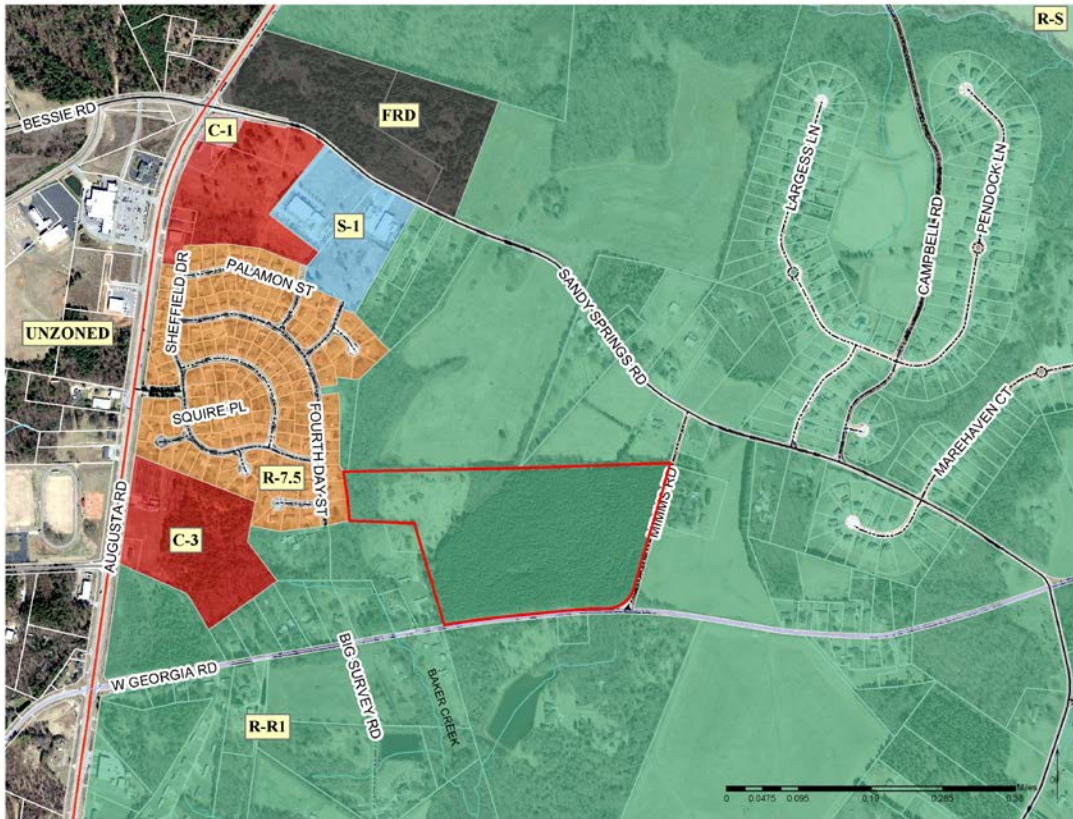 R-S
BESSIE RD
C-1
FRD
LARGESS LN
PENDOCK LN
CAMPBELL RD
S-1
PALAMON ST
SHEFFIELD DR
SANDY SPRINGS RD
UNZONED
SQUIRE PL
FOURTH DAY ST
MAREHAVEN CT
R-7.5
MIMMS RD
AUGUSTA RD
C-3
W GEORGIA RD
BIG SURVEY RD
BAKER CREEK
R-R1
Miles
0 0.0475 0.095 0.19 0.285 0.38